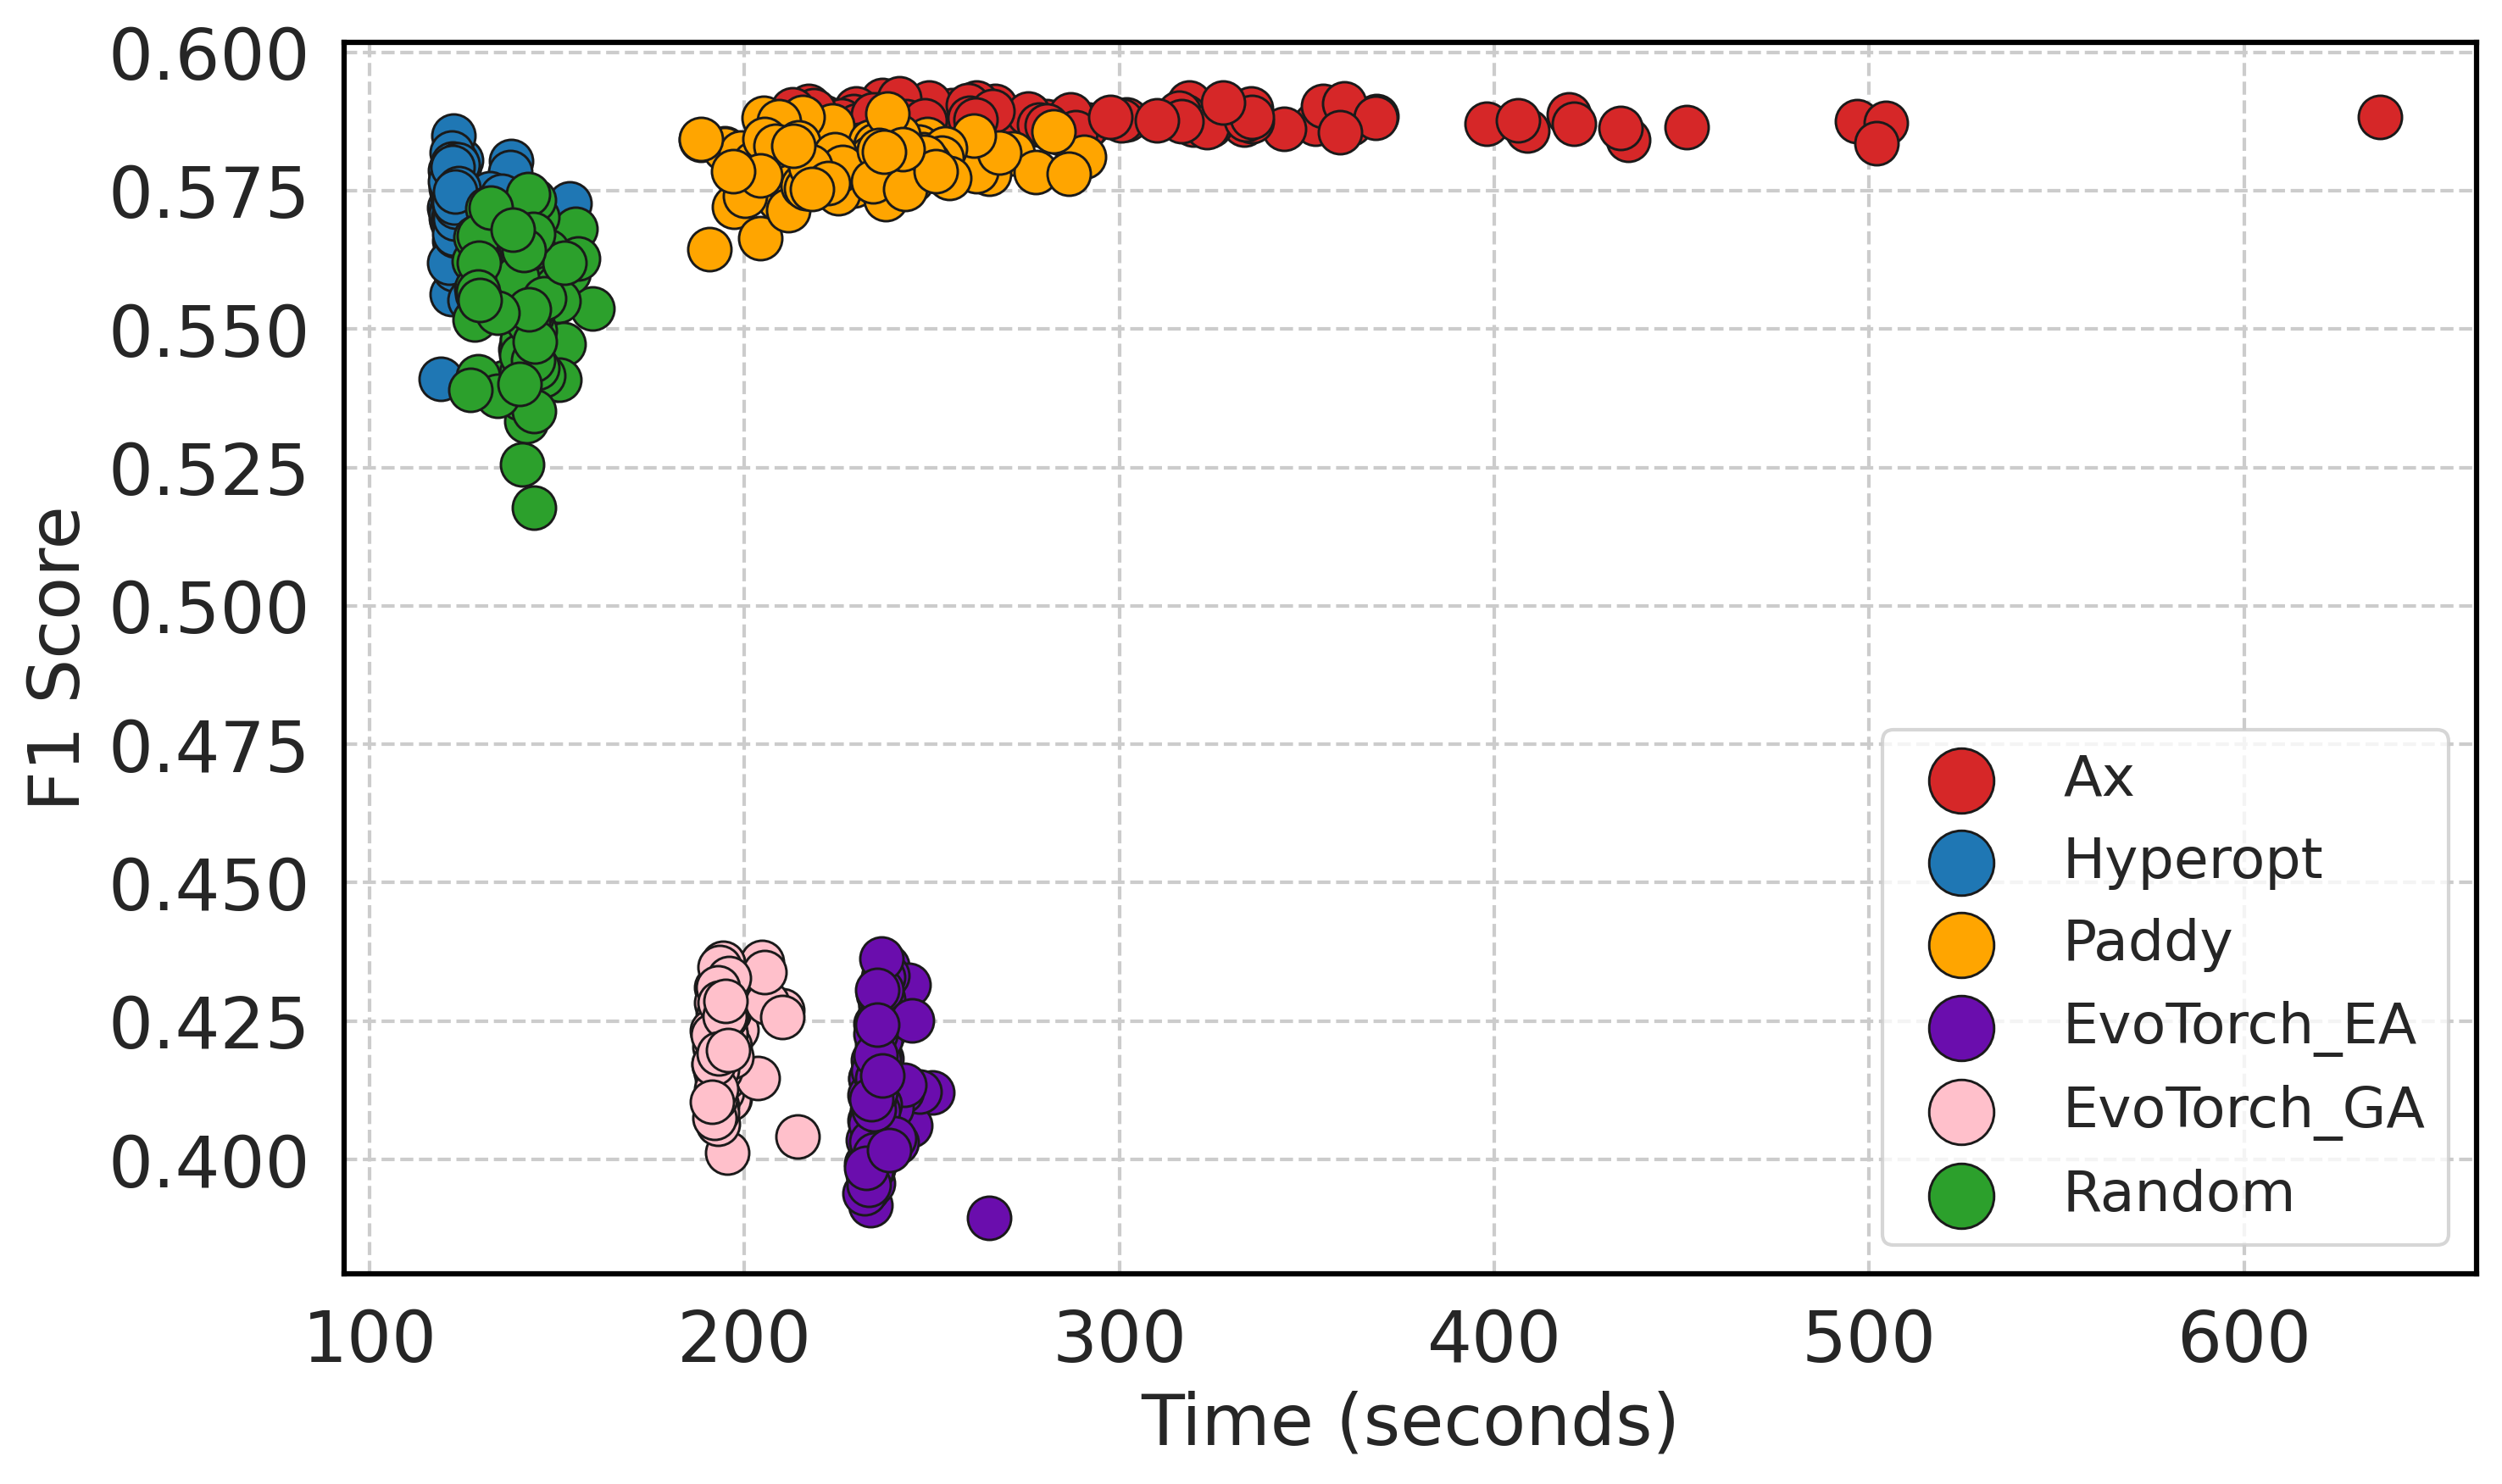 0.600
0.575
0.550
0.525
0.500
0.475
0.450
0.425
0.400
F1 Score
100 200 300 400 500 600
Time (seconds)
Ax
Hyperopt
Paddy
EvoTorch_EA
EvoTorch_GA
Random